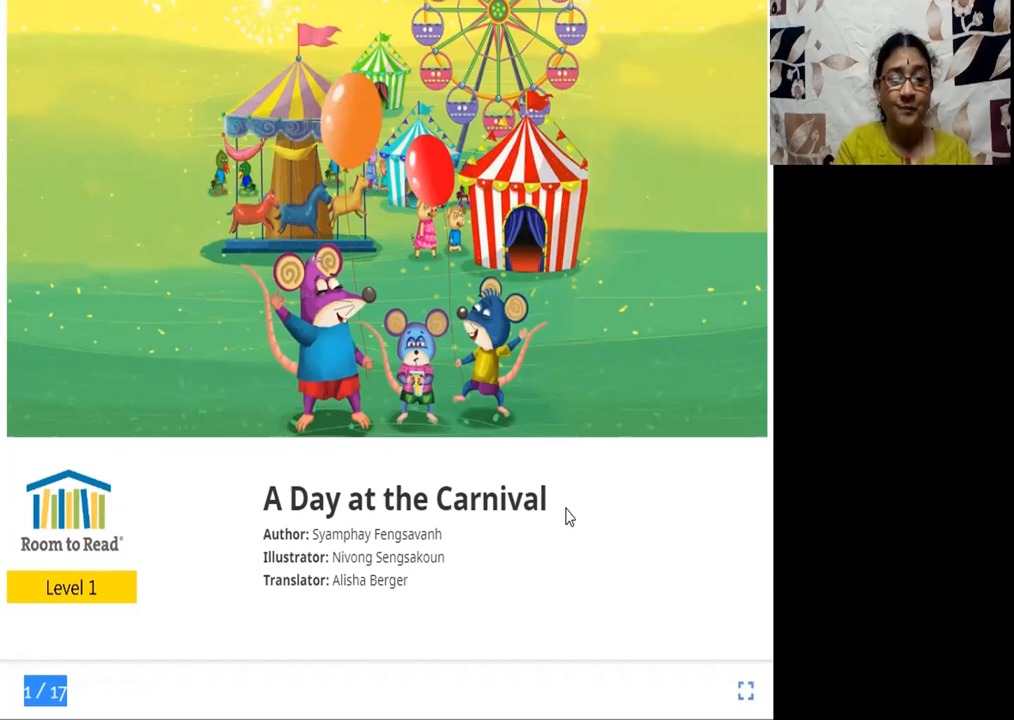 A Day at the Carnival
Author: Syamphay Fengsavanh
Illustrator: Nivong Sengsakoun
Translator: Alisha Berger
Room to Read®
Level 1
1 / 17